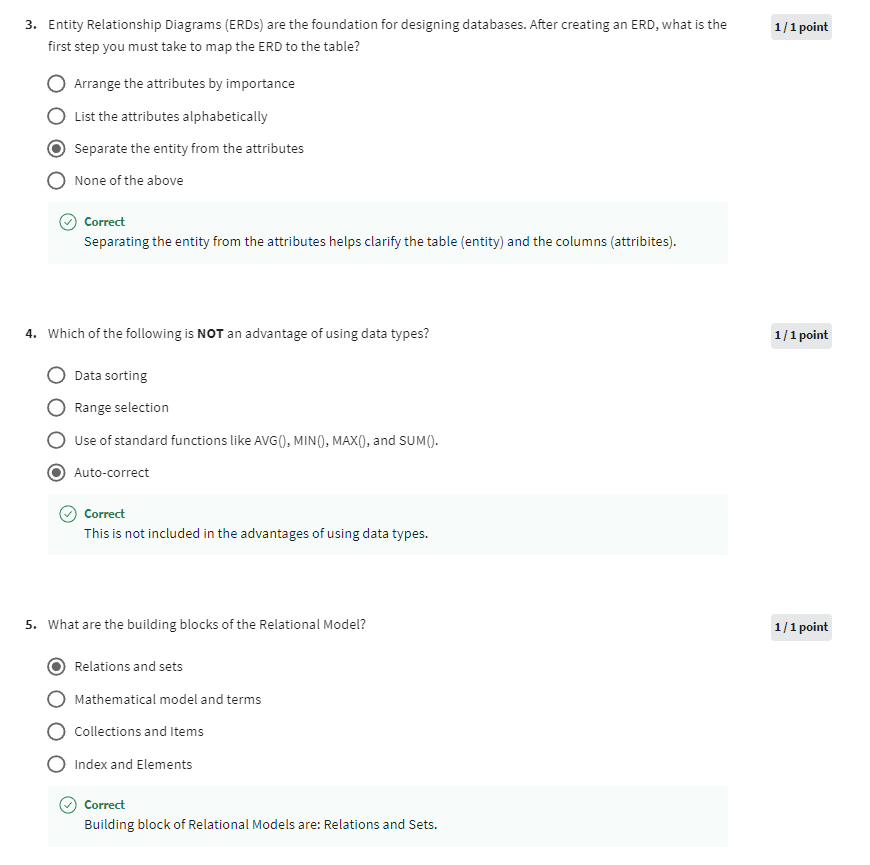 3. Entity Relationship Diagrams (ERDs) are the foundation for designing databases. After creating an ERD, what is the
first step you must take to map the ERD to the table?
1 / 1 point
Arrange the attributes by importance
List the attributes alphabetically
Separate the entity from the attributes
None of the above
Correct
Separating the entity from the attributes helps clarify the table (entity) and the columns (attribites).
4. Which of the following is NOT an advantage of using data types?
1 / 1 point
Data sorting
Range selection
Use of standard functions like AVG(), MIN(), MAX(), and SUM().
Auto-correct
Correct
This is not included in the advantages of using data types.
5. What are the building blocks of the Relational Model?
1 / 1 point
Relations and sets
Mathematical model and terms
Collections and Items
Index and Elements
Correct
Building block of Relational Models are: Relations and Sets.